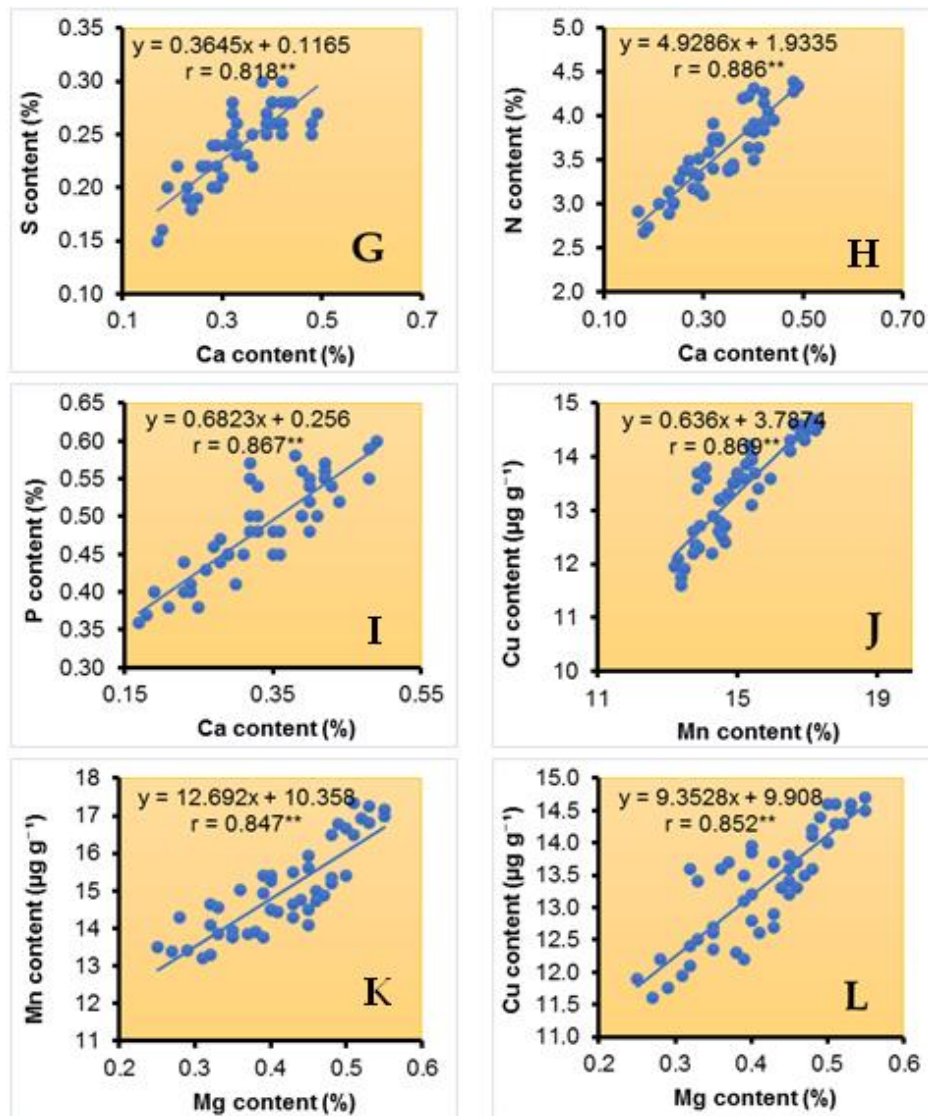 0.35
y = 0.3645x + 0.1165
r = 0.818**
0.30
0.25
0.20
0.15
0.10
S content (%)
G
0.1 0.3 0.5 0.7
Ca content (%)
5.0
y = 4.9286x + 1.9335
r = 0.886**
4.5
4.0
3.5
3.0
2.5
2.0
N content (%)
H
0.10 0.30 0.50 0.70
Ca content (%)
0.65
y = 0.6823x + 0.256
r = 0.867**
0.60
0.55
0.50
0.45
0.40
0.35
0.30
P content (%)
I
0.15 0.35 0.55
Ca content (%)
15
y = 0.636x + 3.7874
r = 0.869**
14
13
12
11
10
Cu content (µg g⁻¹)
J
11 15 19
Mn content (%)
18
y = 12.692x + 10.358
r = 0.847**
17
16
15
14
13
12
11
Mn content (µg g⁻¹)
K
0.2 0.3 0.4 0.5 0.6
Mg content (%)
15.0
y = 9.3528x + 9.908
r = 0.852**
14.5
14.0
13.5
13.0
12.5
12.0
11.5
11.0
Cu content (µg g⁻¹)
L
0.2 0.3 0.4 0.5 0.6
Mg content (%)